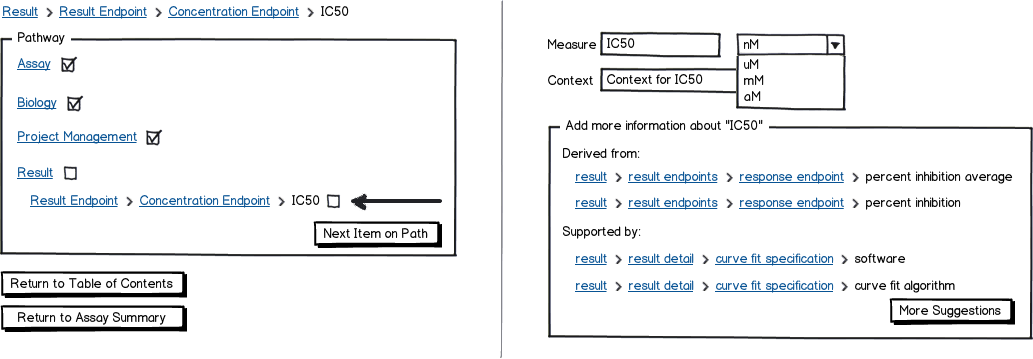 Result > Result Endpoint > Concentration Endpoint > IC50
Pathway
Assay
Biology
Project Management
Result
Result Endpoint > Concentration Endpoint > IC50
Next Item on Path
Return to Table of Contents
Return to Assay Summary
Measure IC50 nM
uM
mM
aM
Context Context for IC50
Add more information about "IC50"
Derived from:
result > result endpoints > response endpoint > percent inhibition average
result > result endpoints > response endpoint > percent inhibition
Supported by:
result > result detail > curve fit specification > software
result > result detail > curve fit specification > curve fit algorithm
More Suggestions